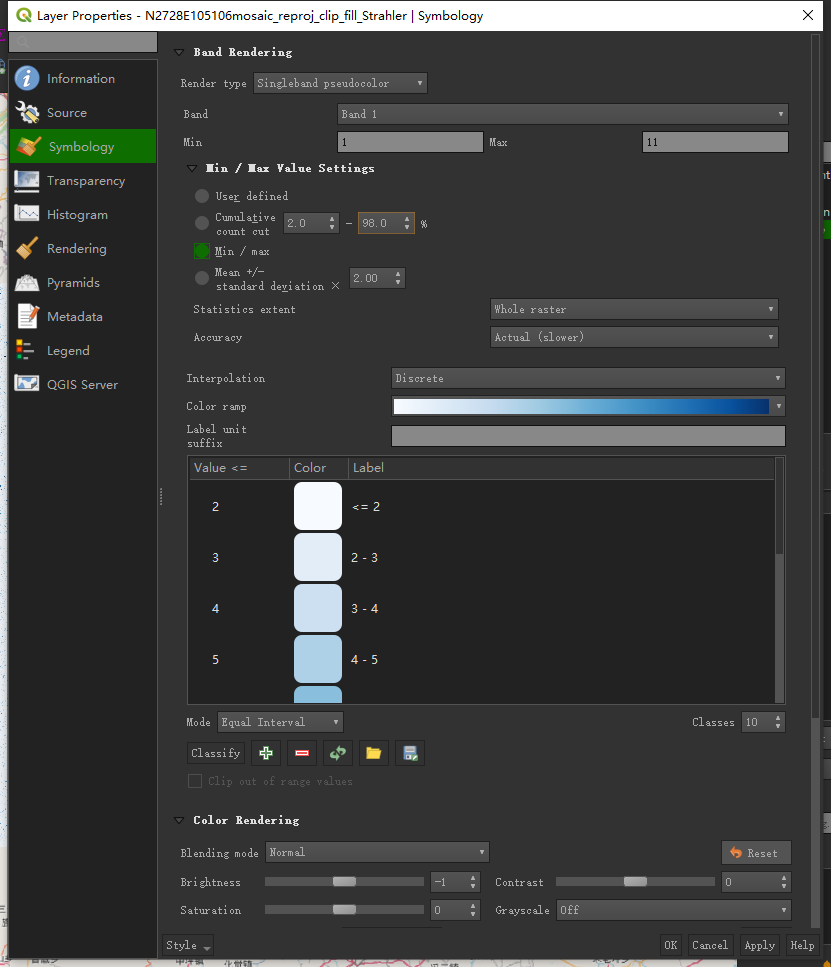 Layer Properties - N2728E105106mosaic_reproj_clip_fill_Strahler | Symbology
Information
Source
Symbology
Transparency
Histogram
Rendering
Pyramids
Metadata
Legend
QGIS Server
Band Rendering
Render type Singleband pseudocolor
Band Band 1
Min 1 Max 11
Min / Max Value Settings
User defined
Cumulative
count cut 2.0 - 98.0 %
Min / max
Mean +/-
standard deviation × 2.00
Statistics extent Whole raster
Accuracy Actual (slower)
Interpolation Discrete
Color ramp
Label unit
suffix
Value <= Color Label
2 <= 2
3 2 - 3
4 3 - 4
5 4 - 5
Mode Equal Interval Classes 10
Classify
Clip out of range values
Color Rendering
Blending mode Normal Reset
Brightness -1 Contrast 0
Saturation 0 Grayscale Off
Style OK Cancel Apply Help